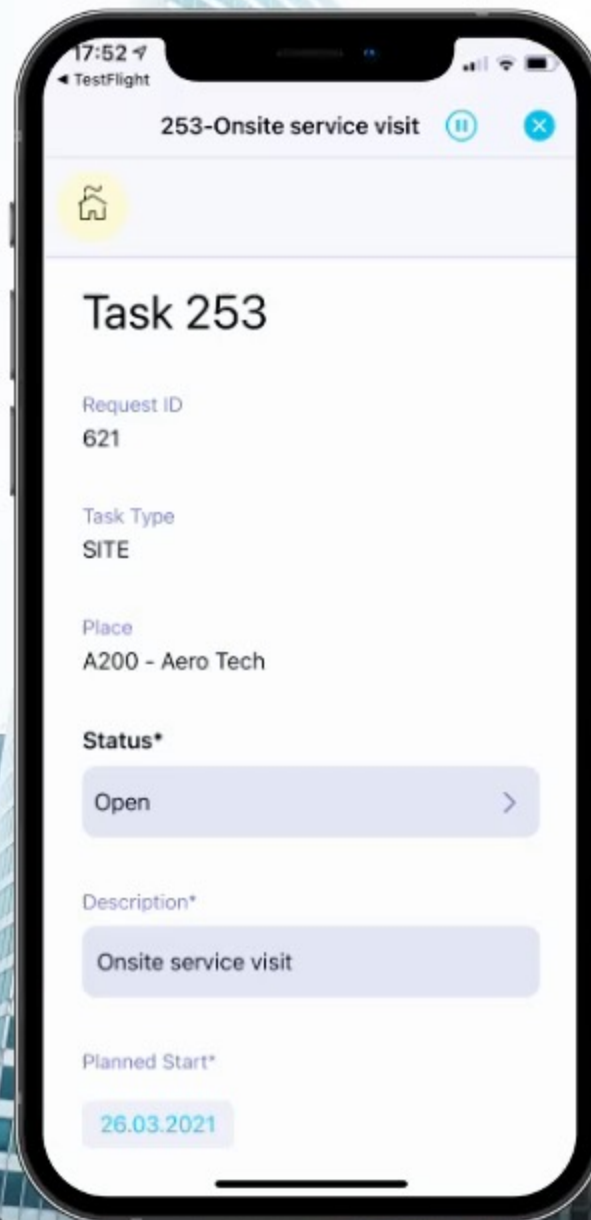 17:52
TestFlight
253-Onsite service visit
Task 253
Request ID
621
Task Type
SITE
Place
A200 - Aero Tech
Status*
Open
Description*
Onsite service visit
Planned Start*
26.03.2021